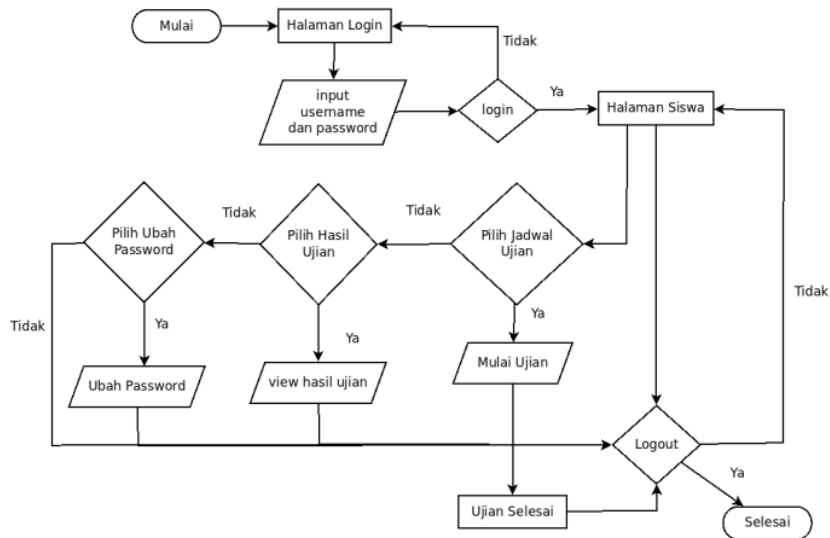 Mulai
Halaman Login
Tidak
input
username
dan password
login
Ya
Halaman Siswa
Pilih Ubah
Password
Tidak
Pilih Hasil
Ujian
Tidak
Pilih Jadwal
Ujian
Tidak
Tidak
Ya
Ya
Ya
Ubah Password
view hasil ujian
Mulai Ujian
Logout
Ya
Ujian Selesai
Selesai